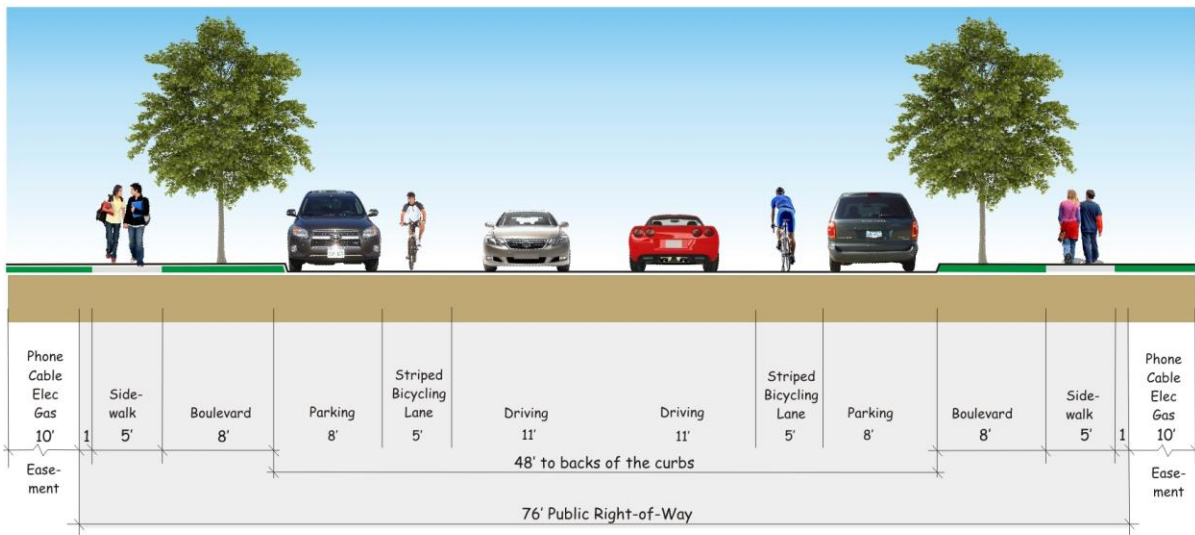 Phone
Cable
Elec
Gas
10'
Ease-
ment
1
Side-
walk
5'
Boulevard
8'
Parking
8'
Striped
Bicycling
Lane
5'
Driving
11'
Driving
11'
Striped
Bicycling
Lane
5'
Parking
8'
Boulevard
8'
Side-
walk
5'
1
Phone
Cable
Elec
Gas
10'
Ease-
ment
48' to backs of the curbs
76' Public Right-of-Way